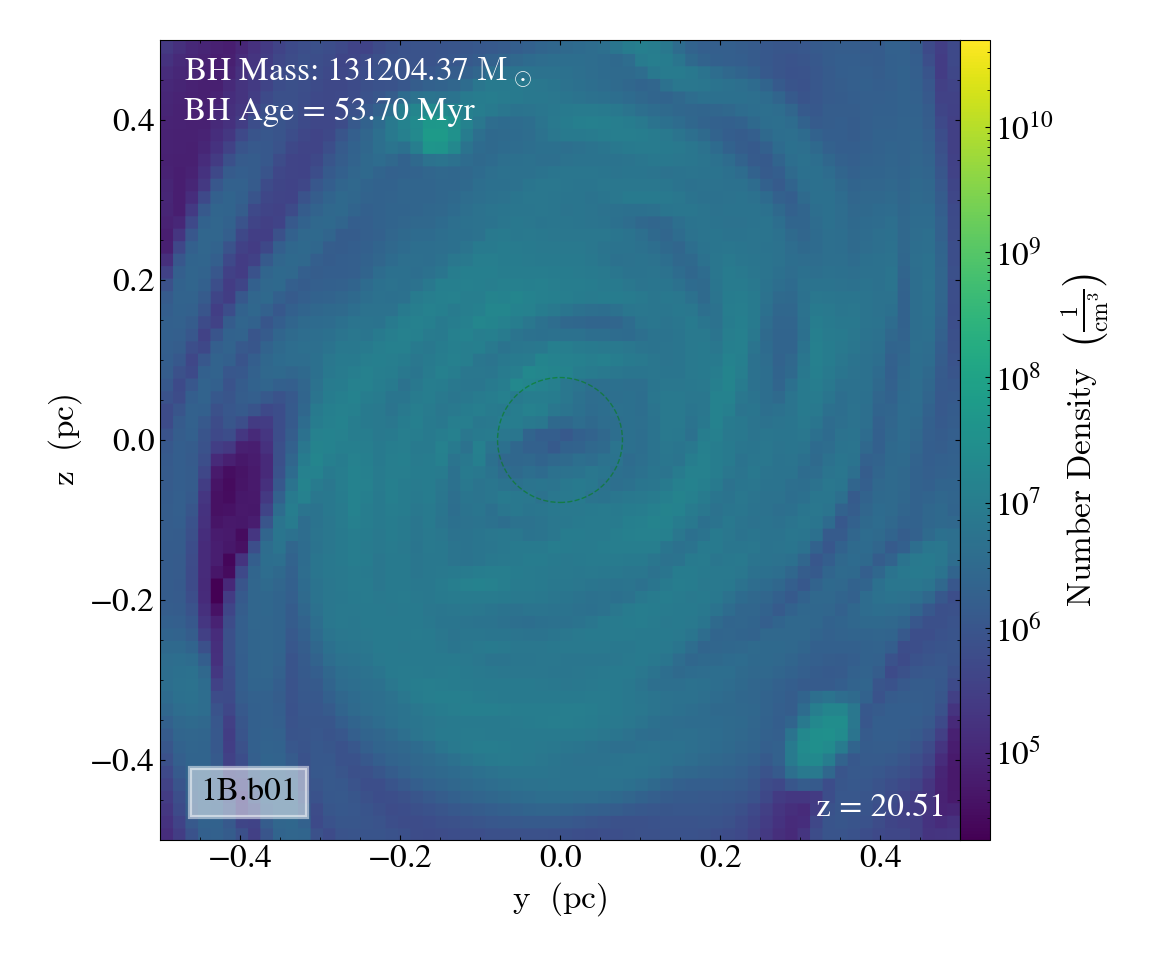 BH Mass: 131204.37 M⊙
BH Age = 53.70 Myr
0.4
0.2
0.0
−0.2
−0.4
z (pc)
1B.b01
z = 20.51
−0.4 −0.2 0.0 0.2 0.4
y (pc)
10¹⁰
10⁹
10⁸
10⁷
10⁶
10⁵
Number Density (1/cm³)